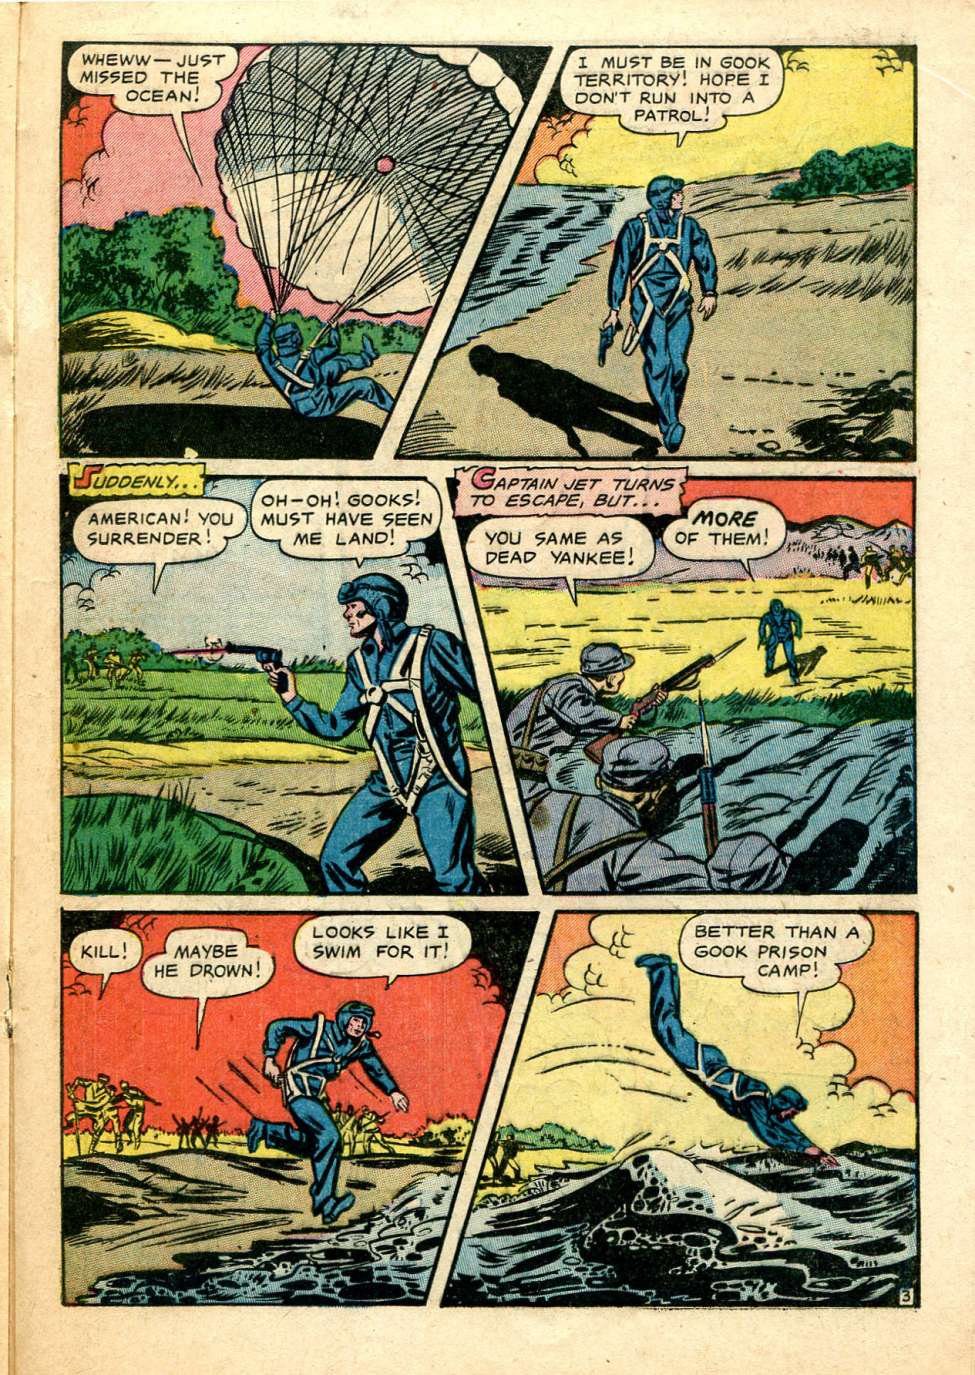 WHEWW—JUST
MISSED THE
OCEAN!
I MUST BE IN GOOK
TERRITORY! HOPE I
DON'T RUN INTO A
PATROL!
SUDDENLY...
AMERICAN! YOU
SURRENDER!
OH-OH! GOOKS!
MUST HAVE SEEN
ME LAND!
CAPTAIN JET TURNS
TO ESCAPE, BUT...
YOU SAME AS
DEAD YANKEE!
MORE
OF THEM!
KILL!
MAYBE
HE DROWN!
LOOKS LIKE I
SWIM FOR IT!
BETTER THAN A
GOOK PRISON
CAMP!
3